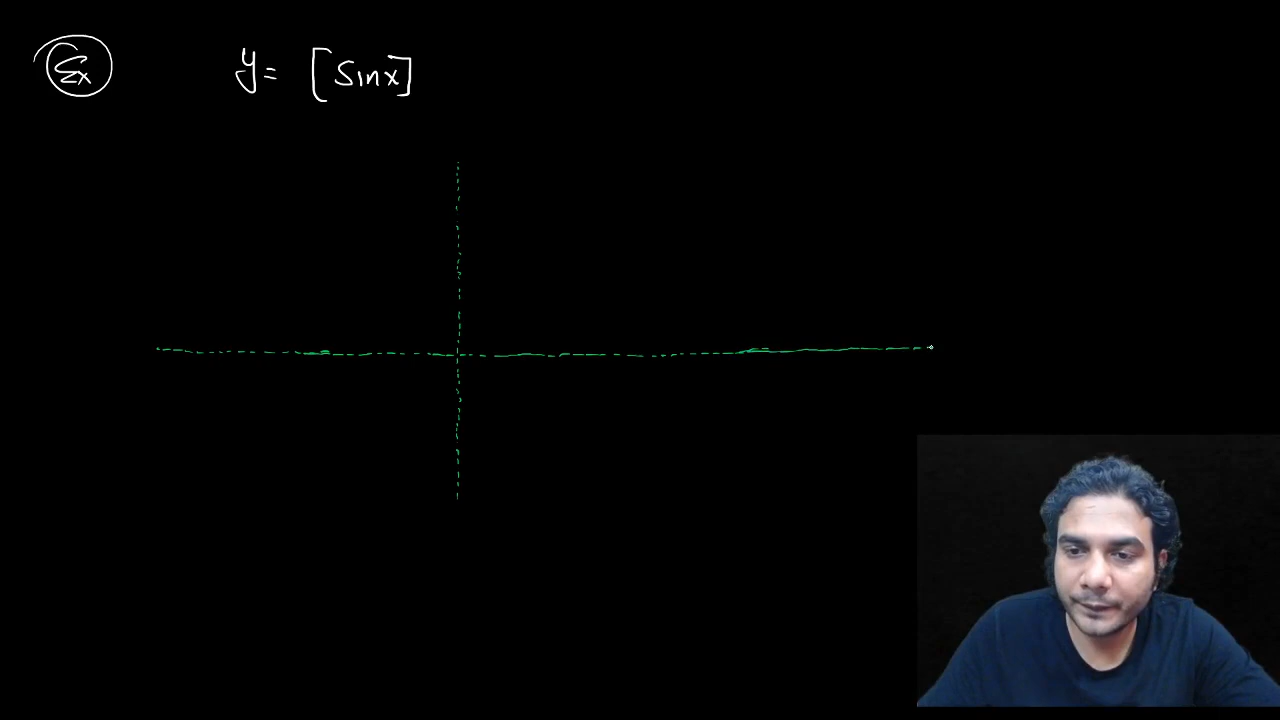 Ex
y = [sinx]